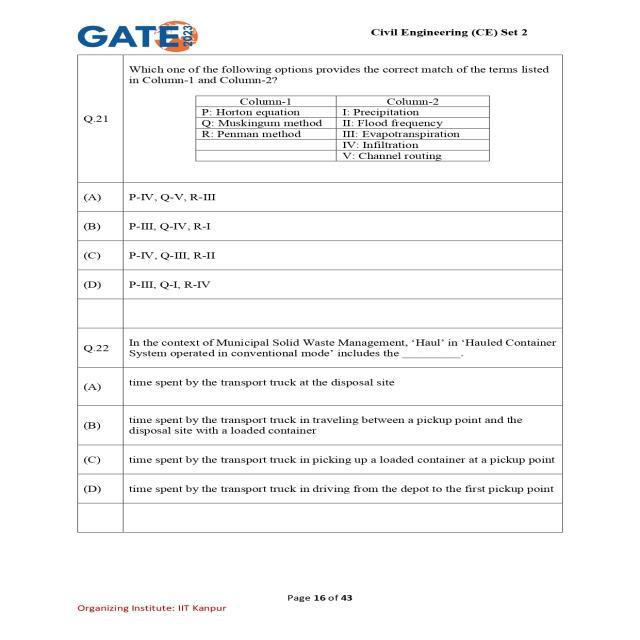 GATE 2023
Civil Engineering (CE) Set 2
Which one of the following options provides the correct match of the terms listed
in Column-1 and Column-2?
Q.21
Column-1 Column-2
P: Horton equation I: Precipitation
Q: Muskingum method II: Flood frequency
R: Penman method III: Evapotranspiration
IV: Infiltration
V: Channel routing
(A) P-IV, Q-V, R-III
(B) P-III, Q-IV, R-I
(C) P-IV, Q-III, R-II
(D) P-III, Q-I, R-IV
Q.22
In the context of Municipal Solid Waste Management, ‘Haul’ in ‘Hauled Container
System operated in conventional mode’ includes the __________.
(A) time spent by the transport truck at the disposal site
(B) time spent by the transport truck in traveling between a pickup point and the
disposal site with a loaded container
(C) time spent by the transport truck in picking up a loaded container at a pickup point
(D) time spent by the transport truck in driving from the depot to the first pickup point
Page 16 of 43
Organizing Institute: IIT Kanpur